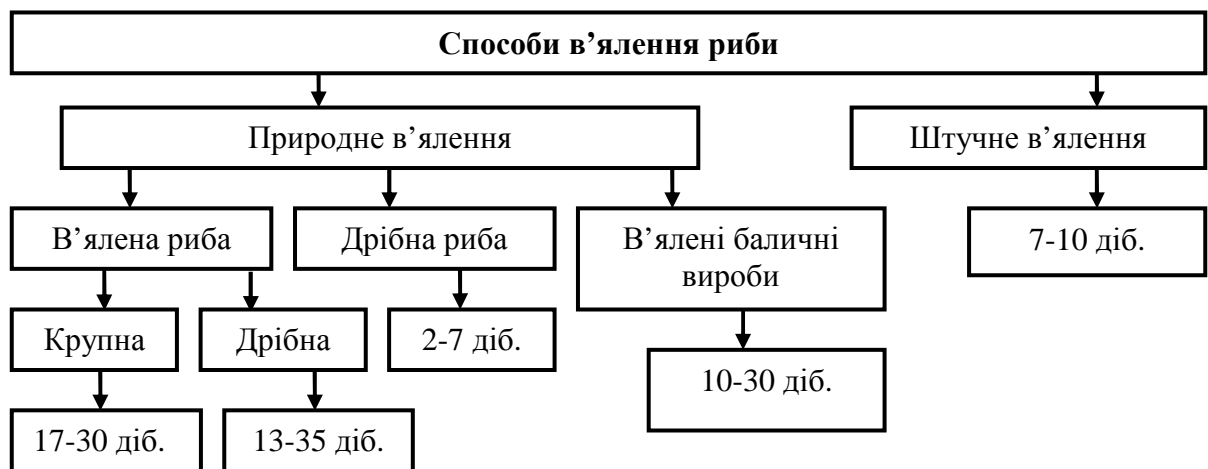 Способи в’ялення риби
Природне в’ялення
Штучне в’ялення
В’ялена риба
Дрібна риба
В’ялені баличні
вироби
7-10 діб.
Крупна
Дрібна
2-7 діб.
10-30 діб.
17-30 діб.
13-35 діб.